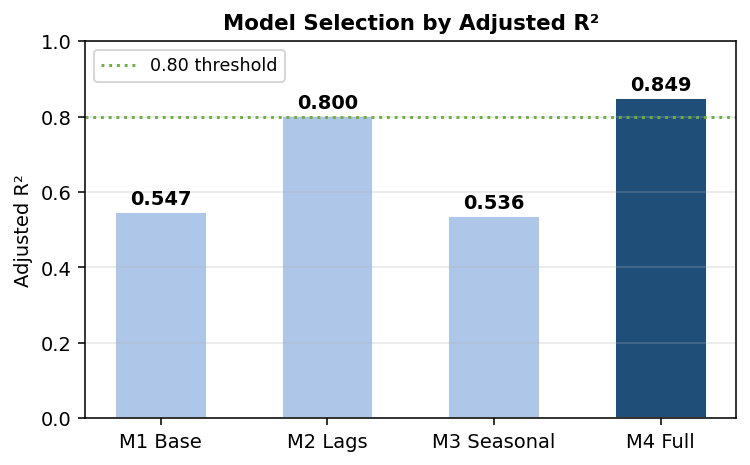 Model Selection by Adjusted R²
1.0
0.80 threshold
0.849
0.800
0.8
0.547
0.536
0.6
Adjusted R²
0.4
0.2
0.0
M1 Base
M2 Lags
M3 Seasonal
M4 Full